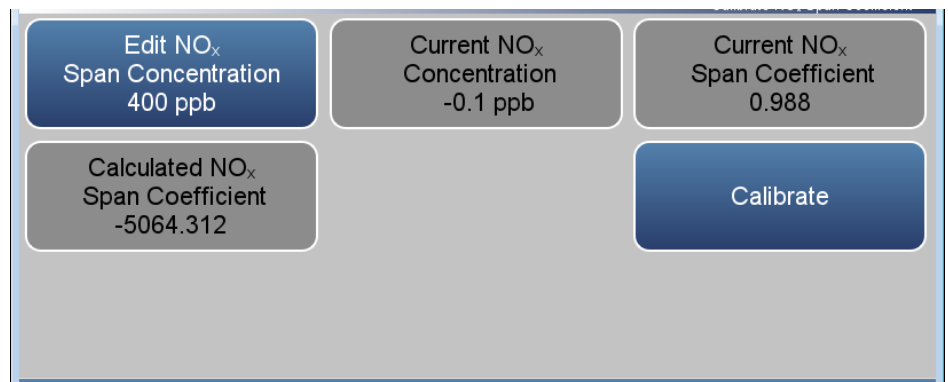 Edit NOx
Span Concentration
400 ppb
Current NOx
Concentration
-0.1 ppb
Current NOx
Span Coefficient
0.988
Calculated NOx
Span Coefficient
-5064.312
Calibrate